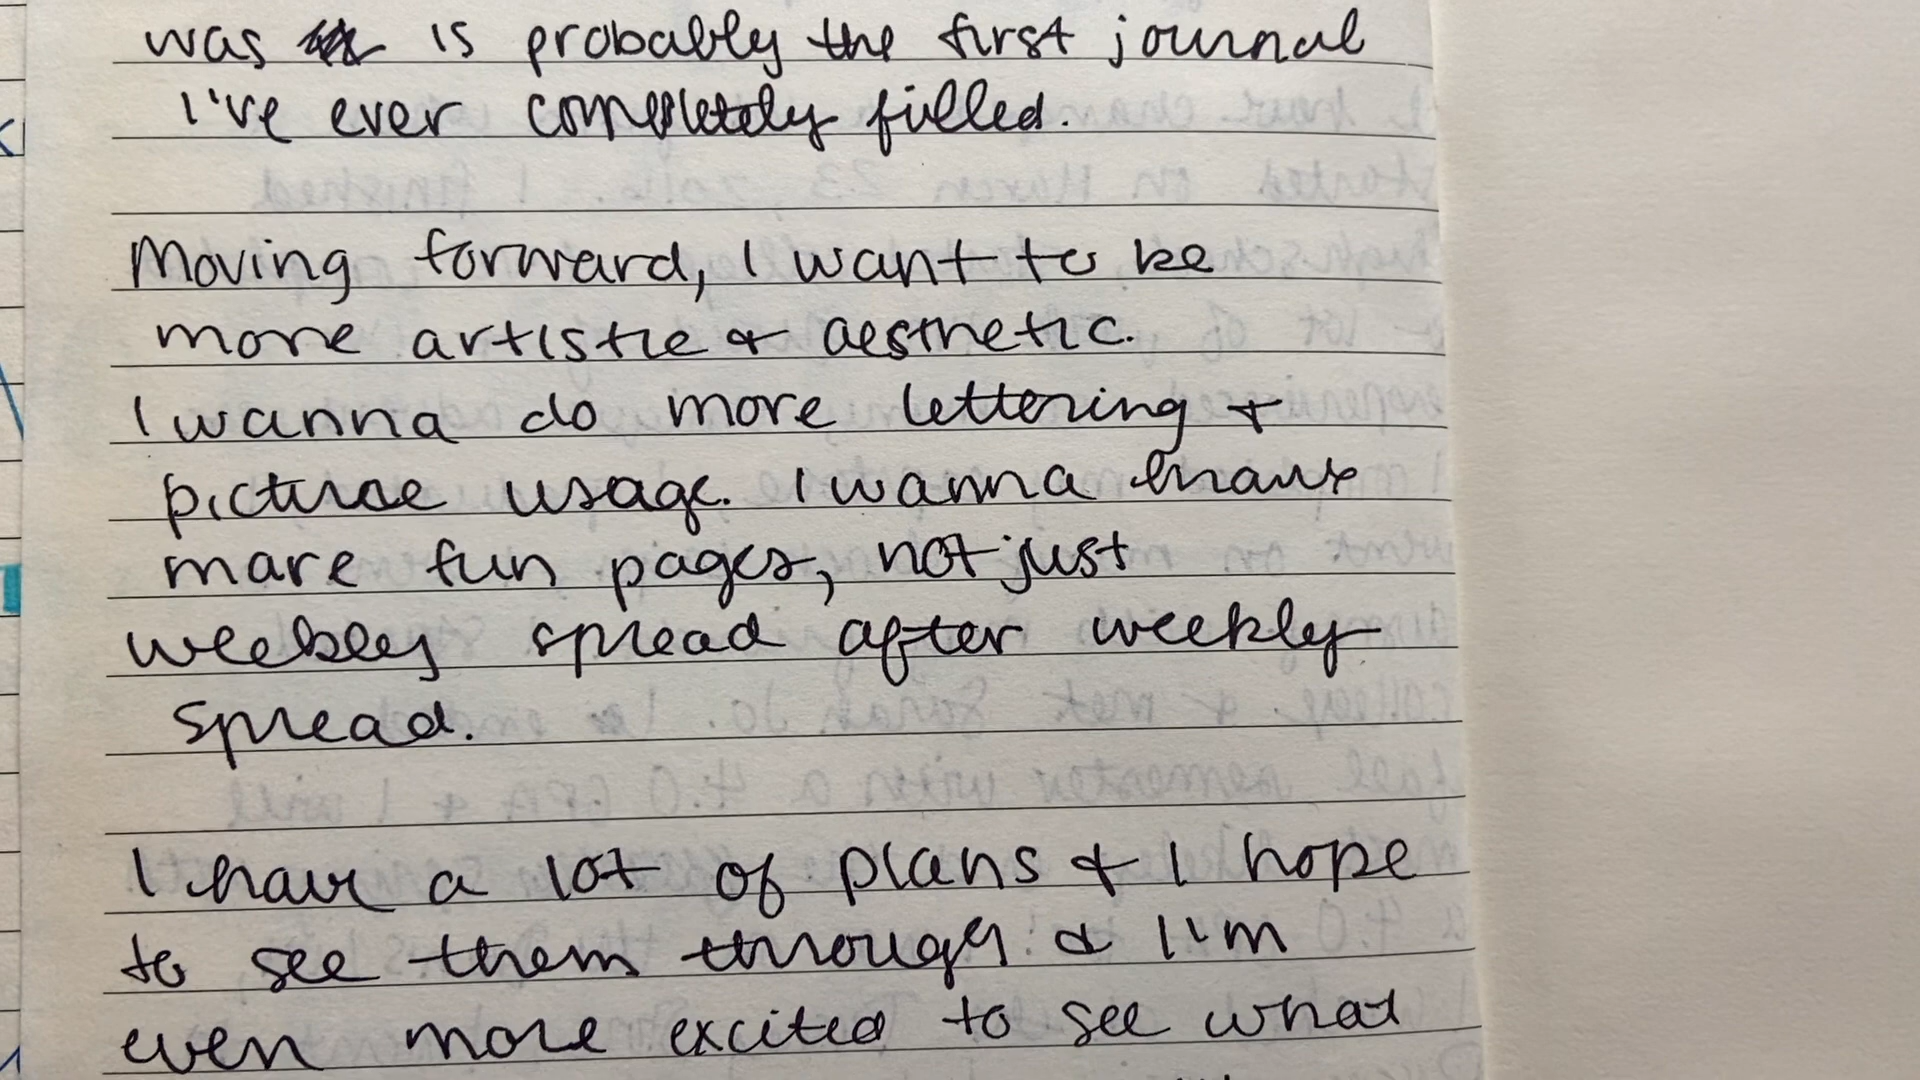 was is probably the first journal
I've ever completely filled.
Moving forward, I want to be
more artistic & aesthetic.
I wanna do more lettering &
picture usage. I wanna have
more fun pages, not just
weekly spread after weekly
spread.
I have a lot of plans & I hope
to see them through & I'm
even more excited to see what